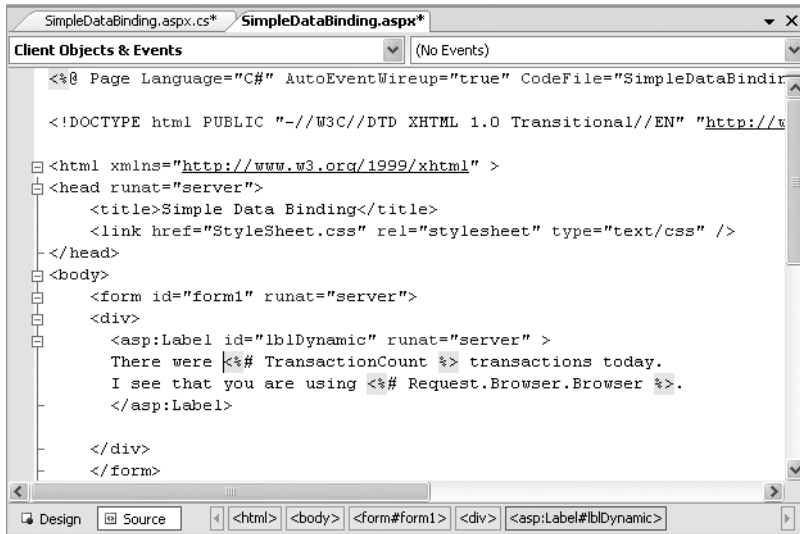 SimpleDataBinding.aspx.cs* SimpleDataBinding.aspx*
Client Objects & Events (No Events)
<%@ Page Language="C#" AutoEventWireup="true" CodeFile="SimpleDataBindin
<!DOCTYPE html PUBLIC "-//W3C//DTD XHTML 1.0 Transitional//EN" "http://w
<html xmlns="http://www.w3.org/1999/xhtml" >
<head runat="server">
<title>Simple Data Binding</title>
<link href="StyleSheet.css" rel="stylesheet" type="text/css" />
</head>
<body>
<form id="form1" runat="server">
<div>
<asp:Label id="lblDynamic" runat="server" >
There were <%# TransactionCount %> transactions today.
I see that you are using <%# Request.Browser.Browser %>.
</asp:Label>
</div>
</form>
Design Source <html> <body> <form#form1> <div> <asp:Label#lblDynamic>